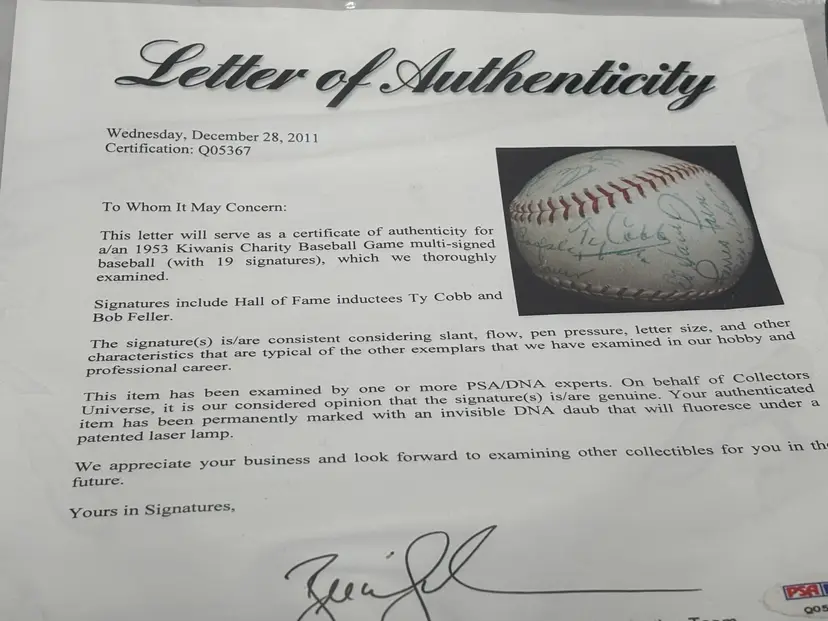 Letter of Authenticity
Wednesday, December 28, 2011
Certification: Q05367
To Whom It May Concern:
This letter will serve as a certificate of authenticity for
a/an 1953 Kiwanis Charity Baseball Game multi-signed
baseball (with 19 signatures), which we thoroughly
examined.
Signatures include Hall of Fame inductees Ty Cobb and
Bob Feller.
The signature(s) is/are consistent considering slant, flow, pen pressure, letter size, and other
characteristics that are typical of the other exemplars that we have examined in our hobby and
professional career.
This item has been examined by one or more PSA/DNA experts. On behalf of Collectors
Universe, it is our considered opinion that the signature(s) is/are genuine. Your authenticated
item has been permanently marked with an invisible DNA daub that will fluoresce under a
patented laser lamp.
We appreciate your business and look forward to examining other collectibles for you in the
future.
Yours in Signatures,
Ty Cobb
PSA
Q05